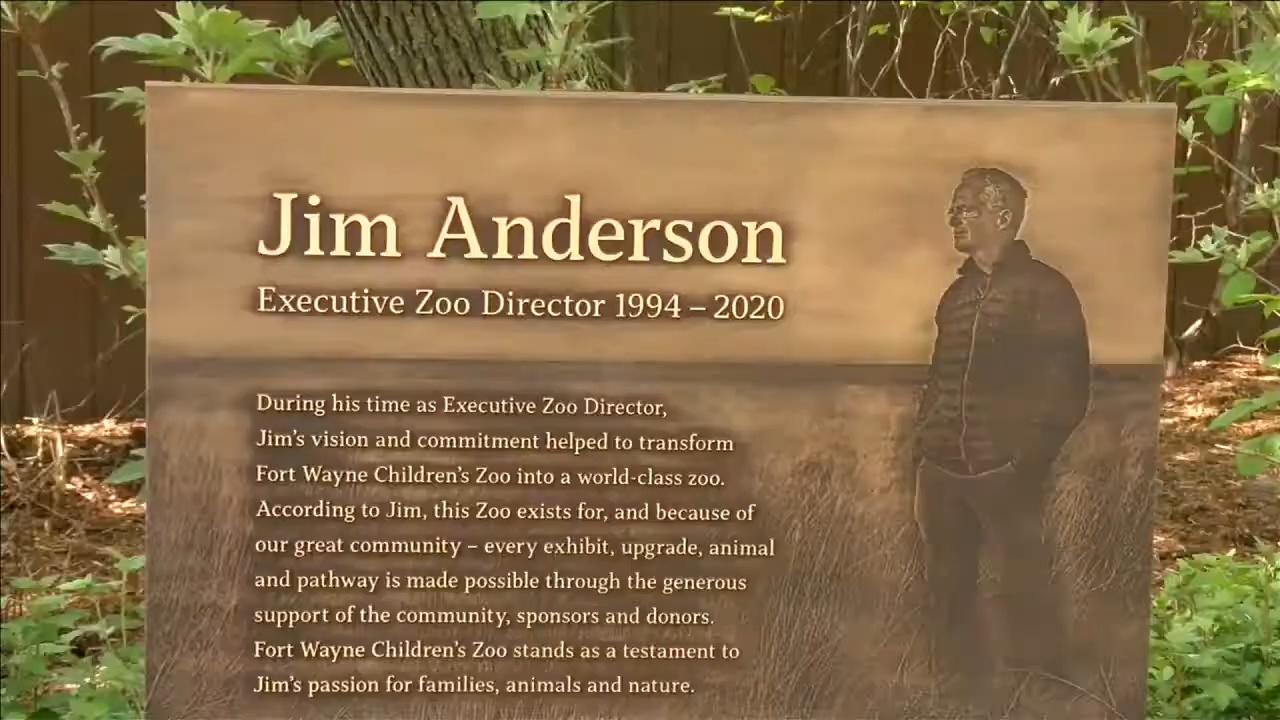 Jim Anderson
Executive Zoo Director 1994 – 2020
During his time as Executive Zoo Director,
Jim's vision and commitment helped to transform
Fort Wayne Children's Zoo into a world-class zoo.
According to Jim, this Zoo exists for, and because of
our great community – every exhibit, upgrade, animal
and pathway is made possible through the generous
support of the community, sponsors and donors.
Fort Wayne Children's Zoo stands as a testament to
Jim's passion for families, animals and nature.